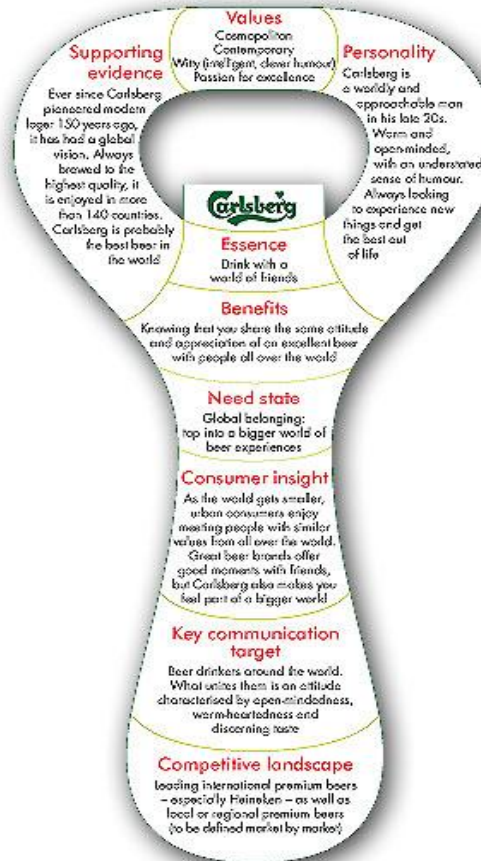 Values
Cosmopolitan
Contemporary
Witty (intelligent, clever humour)
Passion for excellence
Supporting
evidence
Ever since Carlsberg
pioneered modern
lager 150 years ago,
it has had a global
vision. Always
brewed to the
highest quality, it
is enjoyed in more
than 140 countries.
Carlsberg is probably
the best beer in
the world
Personality
Carlsberg is
a worldly and
approachable man
in his late 20s.
Warm and
open-minded,
with an understated
sense of humour.
Always looking
to experience new
things and get
the best out
of life
Carlsberg
Essence
Drink with a
world of friends
Benefits
Knowing that you share the same attitude
and appreciation of an excellent beer
with people all over the world
Need state
Global belonging:
tap into a bigger world of
beer experiences
Consumer insight
As the world gets smaller,
urban consumers enjoy
meeting people with similar
values from all over the world.
Great beer brands offer
good moments with friends,
but Carlsberg also makes you
feel part of a bigger world
Key communication
target
Beer drinkers around the world.
What unites them is an attitude
characterised by open-mindedness,
warm-heartedness and
discerning taste
Competitive landscape
Leading international premium beers
– especially Heineken – as well as
local or regional premium beers
(to be defined market by market)